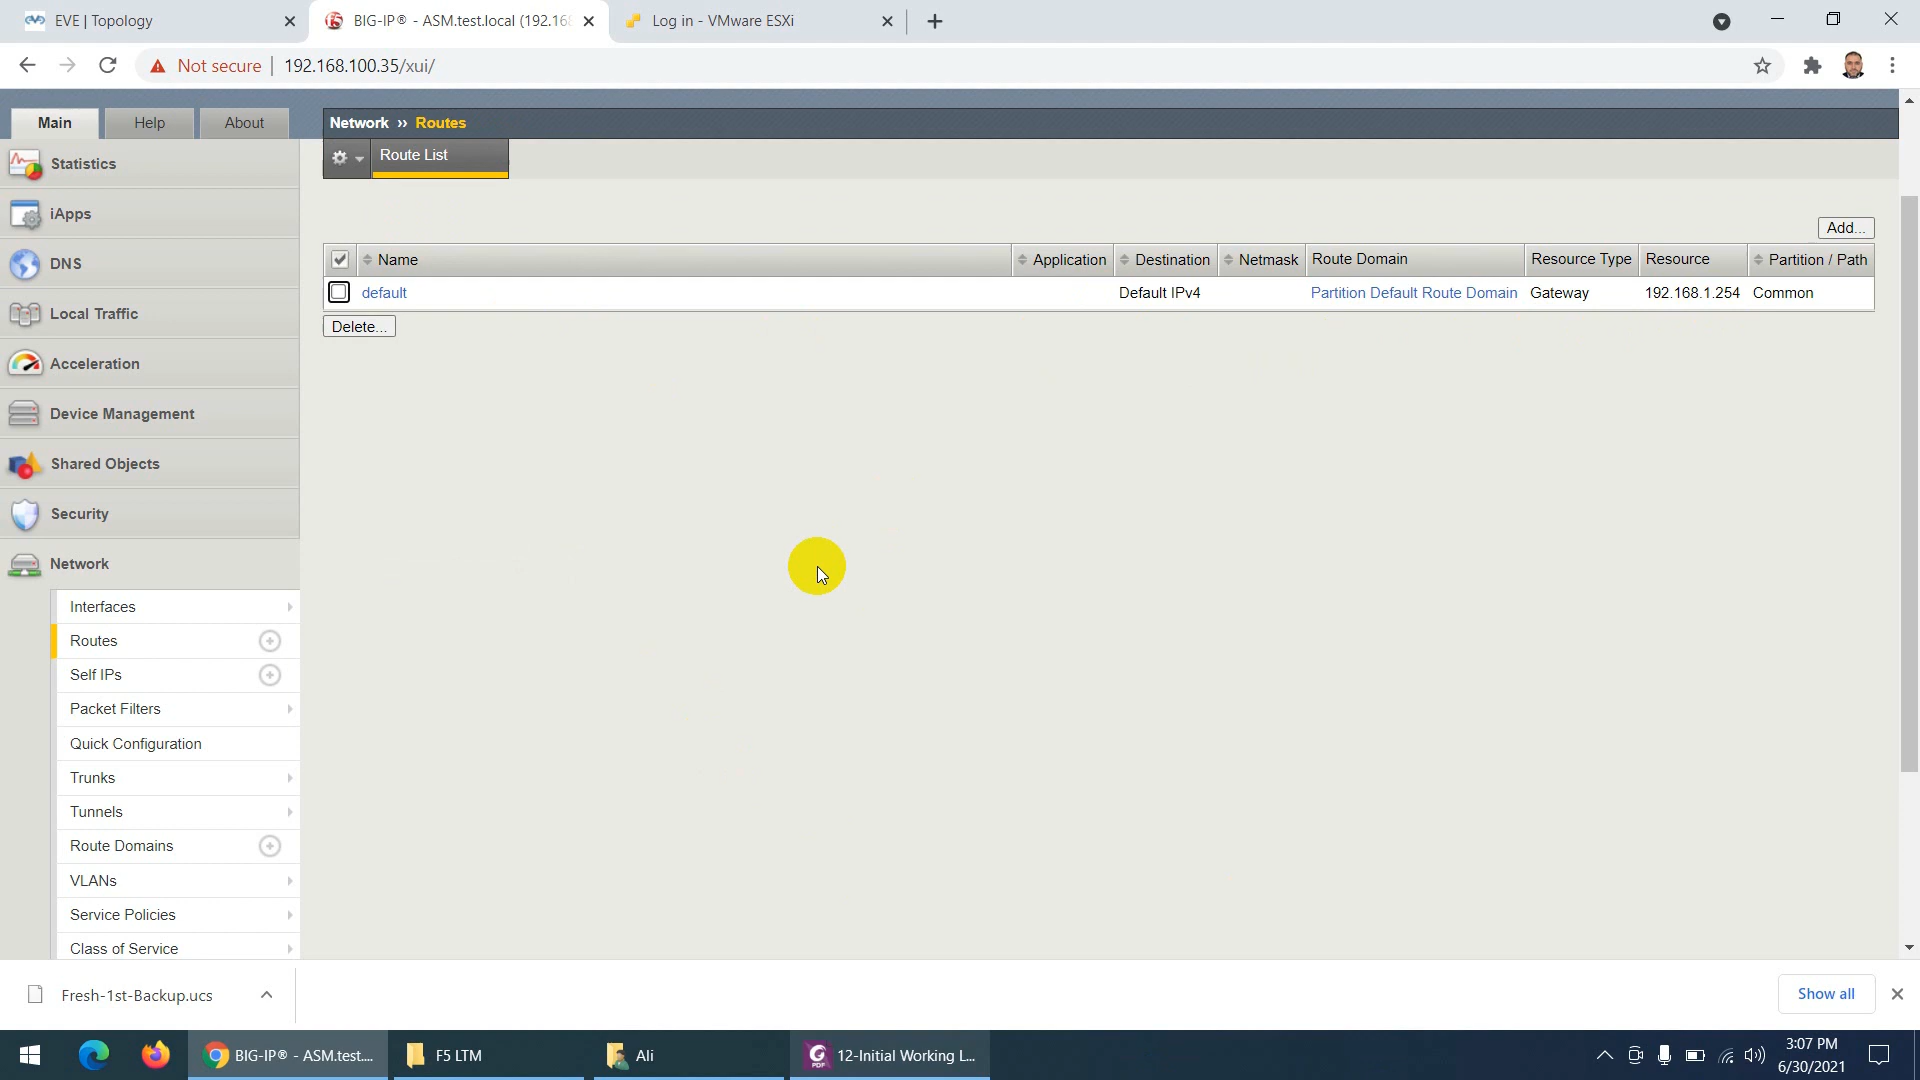 EVE | Topology
BIG-IP® - ASM.test.local (192.168
Log in - VMware ESXi
Not secure
192.168.100.35/xui/
Main
Help
About
Network ›› Routes
Route List
Statistics
iApps
DNS
Local Traffic
Acceleration
Device Management
Shared Objects
Security
Network
Interfaces
Routes
Self IPs
Packet Filters
Quick Configuration
Trunks
Tunnels
Route Domains
VLANs
Service Policies
Class of Service
Add...
Name Application Destination Netmask Route Domain Resource Type Resource Partition / Path
default Default IPv4 Partition Default Route Domain Gateway 192.168.1.254 Common
Delete...
Fresh-1st-Backup.ucs
Show all
BIG-IP® - ASM.test....
F5 LTM
Ali
PDF
12-Initial Working L...
3:07 PM
6/30/2021